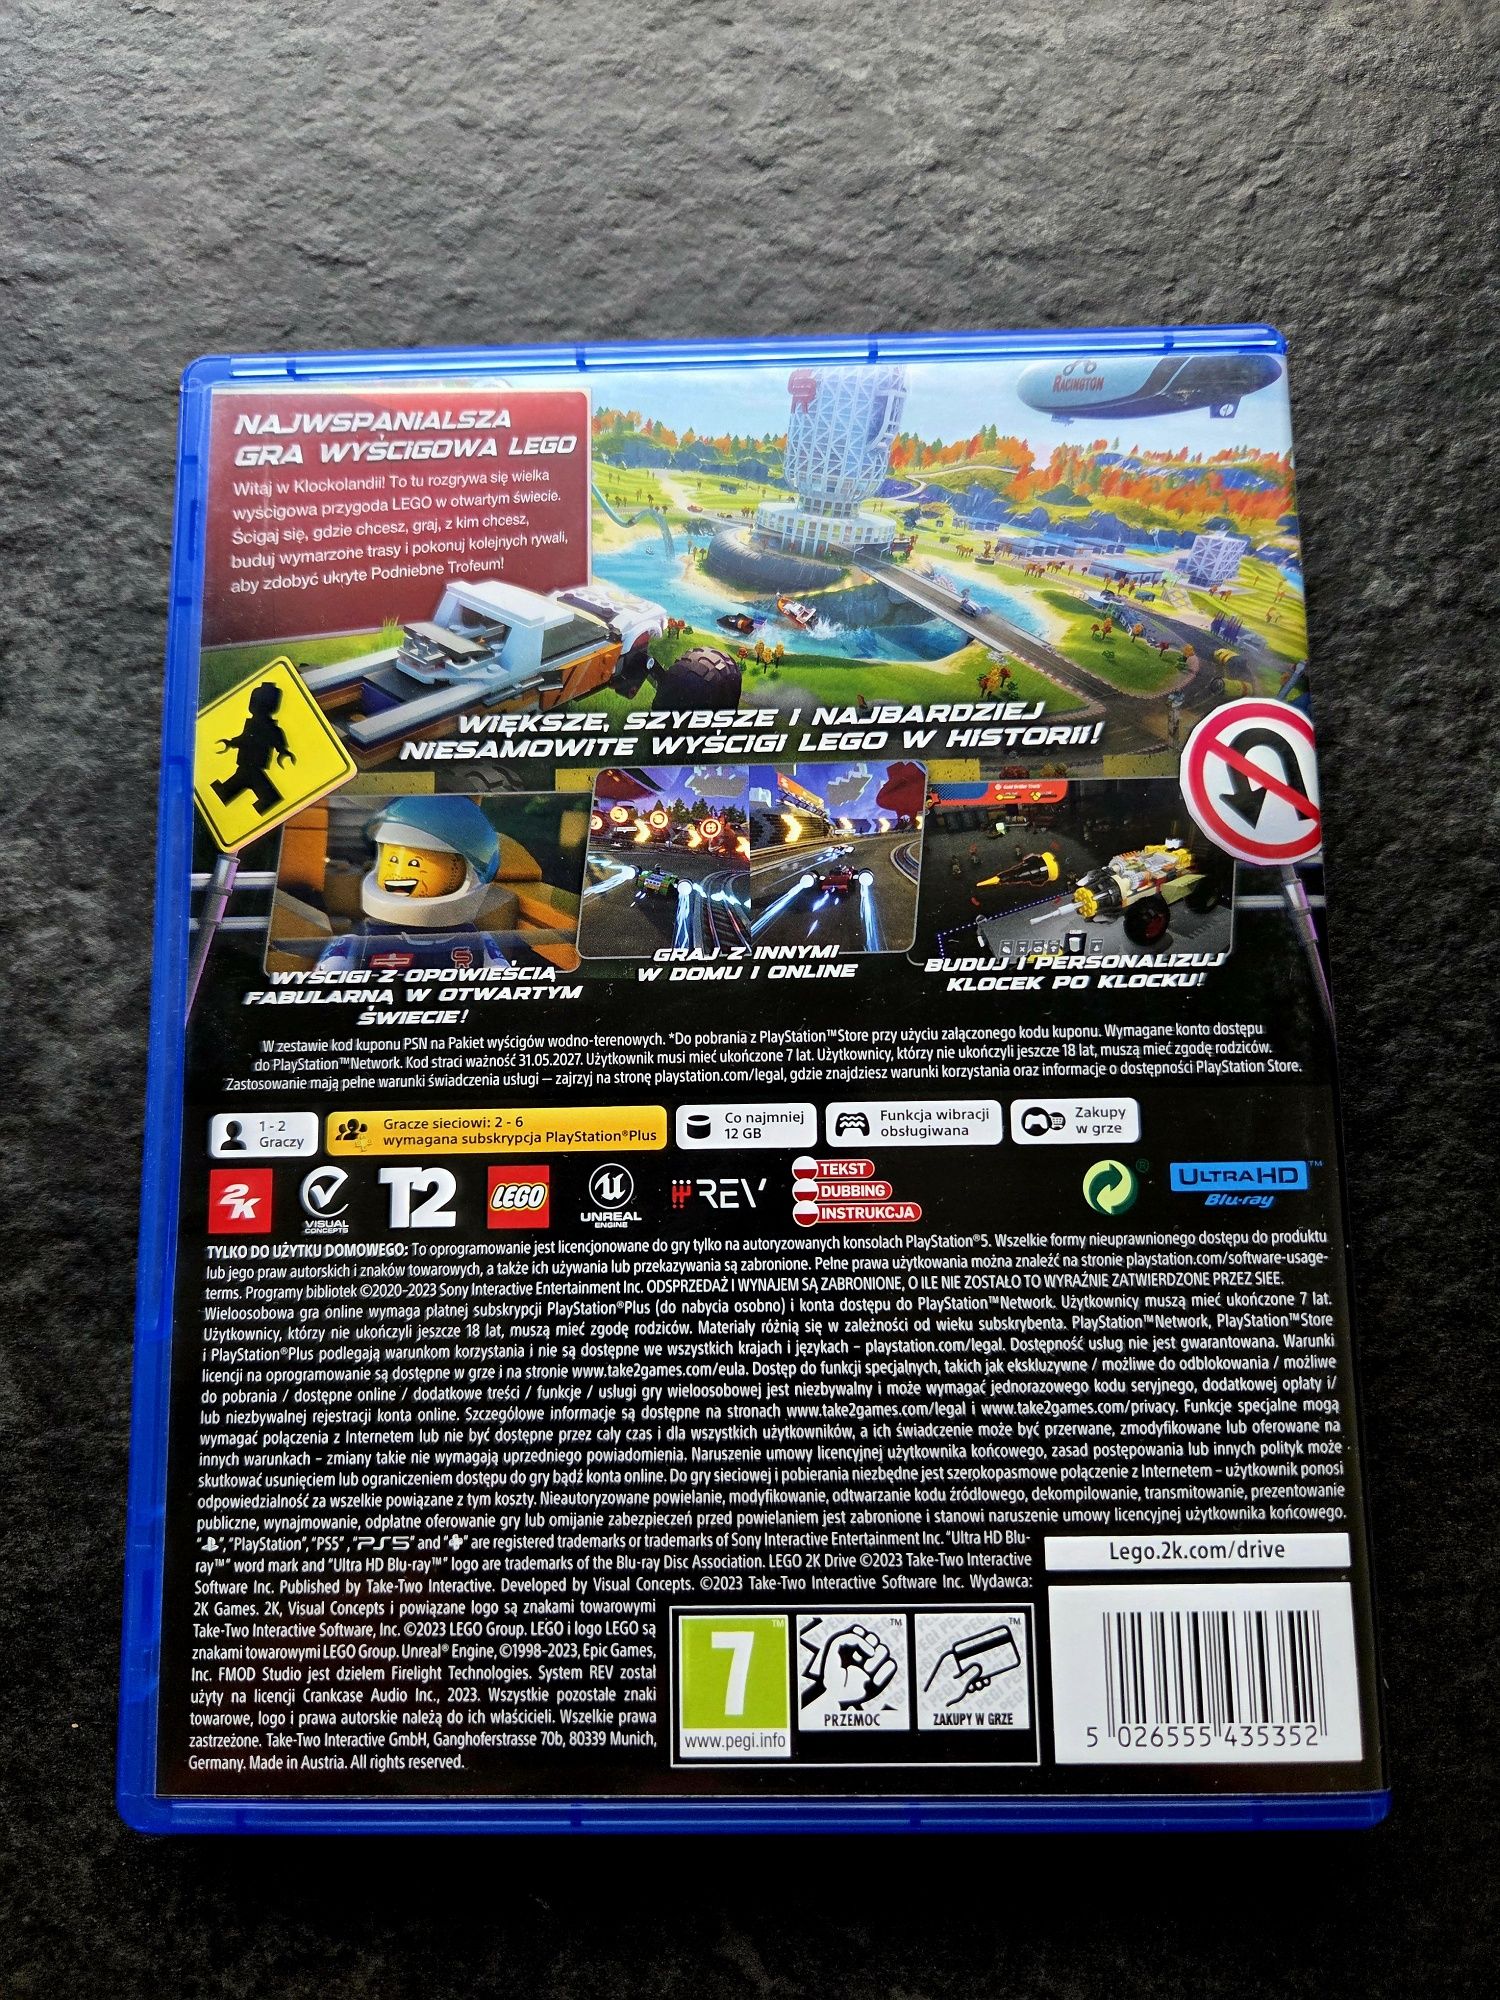 RACINGTON
NAJWSPANIALSZA
GRA WYŚCIGOWA LEGO
Witaj w Klockolandii! To tu rozgrywa się wielka
wyścigowa przygoda LEGO w otwartym świecie.
Ścigaj się, gdzie chcesz, graj, z kim chcesz,
buduj wymarzone trasy i pokonuj kolejnych rywali,
aby zdobyć ukryte Podniebne Trofeum!
WIĘKSZE, SZYBSZE I NAJBARDZIEJ
NIESAMOWITE WYŚCIGI LEGO W HISTORII!
WYŚCIGI Z OPOWIEŚCIĄ
FABULARNĄ W OTWARTYM
ŚWIECIE!
GRAJ Z INNYMI
W DOMU I ONLINE
BUDUJ I PERSONALIZUJ
KLOCEK PO KLOCKU!
W zestawie kod kuponu PSN na Pakiet wyścigów wodno-terenowych. *Do pobrania z PlayStation™Store przy użyciu załączonego kodu kuponu. Wymagane konto dostępu
do PlayStation™Network. Kod straci ważność 31.05.2027. Użytkownik musi mieć ukończone 7 lat. Użytkownicy, którzy nie ukończyli jeszcze 18 lat, muszą mieć zgodę rodziców.
Zastosowanie mają pełne warunki świadczenia usługi – zajrzyj na stronę playstation.com/legal, gdzie znajdziesz warunki korzystania oraz informacje o dostępności PlayStation Store.
1 - 2
Graczy
Gracze sieciowi: 2 - 6
wymagana subskrypcja PlayStation®Plus
Co najmniej
12 GB
Funkcja wibracji
obsługiwana
Zakupy
w grze
2K
VISUAL
CONCEPTS
T2
LEGO
UNREAL
ENGINE
REV
TEKST
DUBBING
INSTRUKCJA
®
ULTRA HD™
Blu-ray
TYLKO DO UŻYTKU DOMOWEGO: To oprogramowanie jest licencjonowane do gry tylko na autoryzowanych konsolach PlayStation®5. Wszelkie formy nieuprawnionego dostępu do produktu
lub jego praw autorskich i znaków towarowych, a także ich używania lub przekazywania są zabronione. Pełne prawa użytkowania można znaleźć na stronie playstation.com/software-usage-
terms. Programy bibliotek ©2020-2023 Sony Interactive Entertainment Inc. ODSPRZEDAŻ I WYNAJEM SĄ ZABRONIONE, O ILE NIE ZOSTAŁO TO WYRAŹNIE ZATWIERDZONE PRZEZ SIEE.
Wieloosobowa gra online wymaga płatnej subskrypcji PlayStation®Plus (do nabycia osobno) i konta dostępu do PlayStation™Network. Użytkownicy muszą mieć ukończone 7 lat.
Użytkownicy, którzy nie ukończyli jeszcze 18 lat, muszą mieć zgodę rodziców. Materiały różnią się w zależności od wieku subskrybenta. PlayStation™Network, PlayStation™Store
i PlayStation®Plus podlegają warunkom korzystania i nie są dostępne we wszystkich krajach i językach – playstation.com/legal. Dostępność usług nie jest gwarantowana. Warunki
licencji na oprogramowanie są dostępne w grze i na stronie www.take2games.com/eula. Dostęp do funkcji specjalnych, takich jak ekskluzywne / możliwe do odblokowania / możliwe
do pobrania / dostępne online / dodatkowe treści / funkcje / usługi gry wieloosobowej jest niezbywalny i może wymagać jednorazowego kodu seryjnego, dodatkowej opłaty i/
lub niezbywalnej rejestracji konta online. Szczegółowe informacje są dostępne na stronach www.take2games.com/legal i www.take2games.com/privacy. Funkcje specjalne mogą
wymagać połączenia z Internetem lub nie być dostępne przez cały czas i dla wszystkich użytkowników, a ich świadczenie może być przerwane, zmodyfikowane lub oferowane na
innych warunkach – zmiany takie nie wymagają uprzedniego powiadomienia. Naruszenie umowy licencyjnej użytkownika końcowego, zasad postępowania lub innych polityk może
skutkować usunięciem lub ograniczeniem dostępu do gry bądź konta online. Do gry sieciowej i pobierania niezbędne jest szerokopasmowe połączenie z Internetem – użytkownik ponosi
odpowiedzialność za wszelkie powiązane z tym koszty. Nieautoryzowane powielanie, modyfikowanie, odtwarzanie kodu źródłowego, dekompilowanie, transmitowanie, prezentowanie
publiczne, wynajmowanie, odpłatne oferowanie gry lub omijanie zabezpieczeń przed powielaniem jest zabronione i stanowi naruszenie umowy licencyjnej użytkownika końcowego.
" ", "PlayStation", "PS5", "PS5" and " " are registered trademarks or trademarks of Sony Interactive Entertainment Inc. "Ultra HD Blu-
ray™" word mark and "Ultra HD Blu-ray™" logo are trademarks of the Blu-ray Disc Association. LEGO 2K Drive ©2023 Take-Two Interactive
Software Inc. Published by Take-Two Interactive. Developed by Visual Concepts. ©2023 Take-Two Interactive Software Inc. Wydawca:
2K Games. 2K, Visual Concepts i powiązane logo są znakami towarowymi
Take-Two Interactive Software, Inc. ©2023 LEGO Group. LEGO i logo LEGO są
znakami towarowymi LEGO Group. Unreal® Engine, ©1998-2023, Epic Games,
Inc. FMOD Studio jest dziełem Firelight Technologies. System REV został
użyty na licencji Crankcase Audio Inc., 2023. Wszystkie pozostałe znaki
towarowe, logo i prawa autorskie należą do ich właścicieli. Wszelkie prawa
zastrzeżone. Take-Two Interactive GmbH, Ganghoferstrasse 70b, 80339 Munich,
Germany. Made in Austria. All rights reserved.
7
www.pegi.info
PRZEMOC
ZAKUPY W GRZE
Lego.2k.com/drive
5 026555 435352